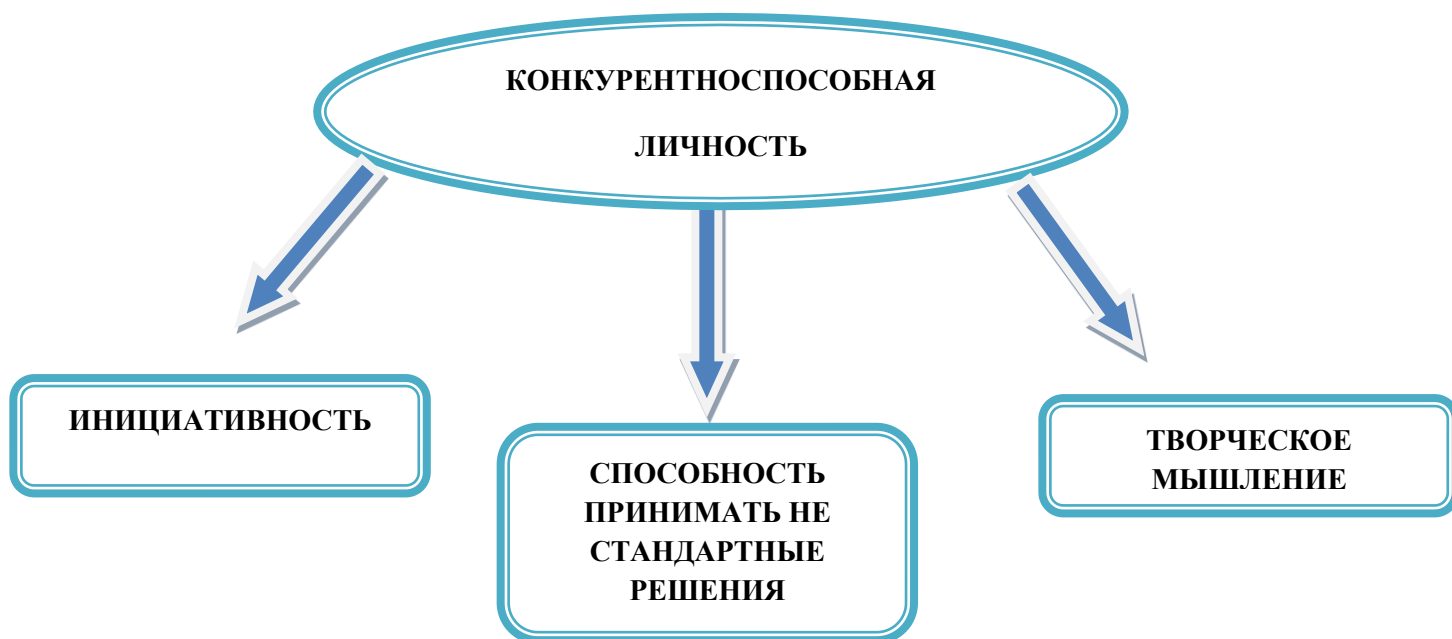 КОНКУРЕНТНОСПОСОБНАЯ
ЛИЧНОСТЬ
ИНИЦИАТИВНОСТЬ
СПОСОБНОСТЬ
ПРИНИМАТЬ НЕ
СТАНДАРТНЫЕ
РЕШЕНИЯ
ТВОРЧЕСКОЕ
МЫШЛЕНИЕ